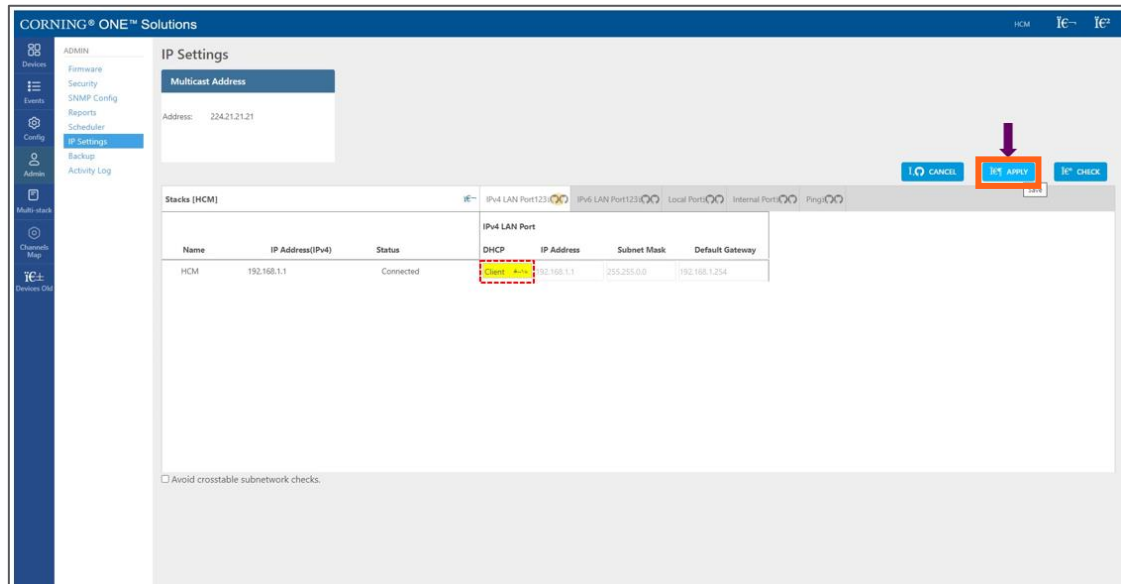 CORNING® ONE™ Solutions
HCM Ï€¬ Ï€²
Devices
Events
Config
Admin
Multi-stack
Channels
Map
Ï€±
Devices Old
ADMIN
Firmware
Security
SNMP Config
Reports
Scheduler
IP Settings
Backup
Activity Log
IP Settings
Multicast Address
Address: 224.21.21.21
CANCEL APPLY CHECK
Save
Stacks [HCM]
IPv4 LAN Port123 IPv6 LAN Port123 Local Port Internal Port Ping
IPv4 LAN Port
Name IP Address(IPv4) Status DHCP IP Address Subnet Mask Default Gateway
HCM 192.168.1.1 Connected Client 192.168.1.1 255.255.0.0 192.168.1.254
Avoid crosstable subnetwork checks.